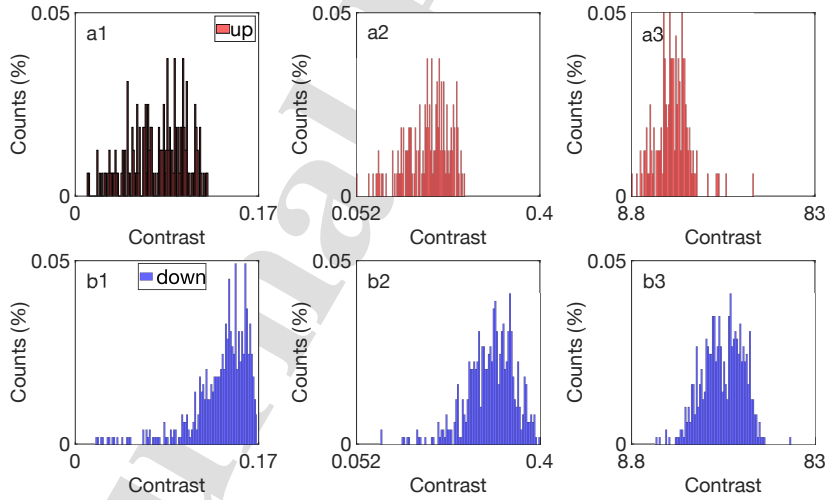 0.05
a1
up
Counts (%)
0
0
0.17
Contrast
0.05
a2
Counts (%)
0
0.052
0.4
Contrast
0.05
a3
Counts (%)
0
8.8
83
Contrast
0.05
b1
down
Counts (%)
0
0
0.17
Contrast
0.05
b2
Counts (%)
0
0.052
0.4
Contrast
0.05
b3
Counts (%)
0
8.8
83
Contrast